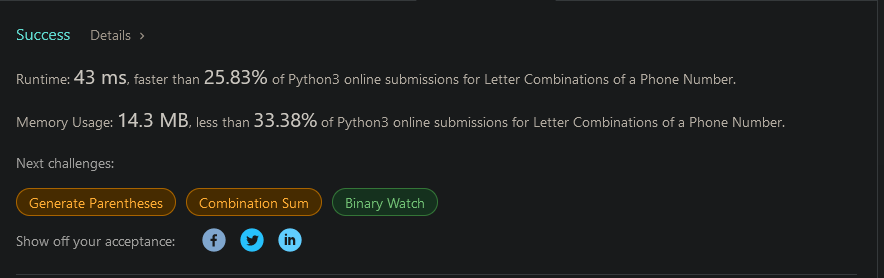 Success Details >
Runtime: 43 ms, faster than 25.83% of Python3 online submissions for Letter Combinations of a Phone Number.
Memory Usage: 14.3 MB, less than 33.38% of Python3 online submissions for Letter Combinations of a Phone Number.
Next challenges:
Generate Parentheses Combination Sum Binary Watch
Show off your acceptance: f in